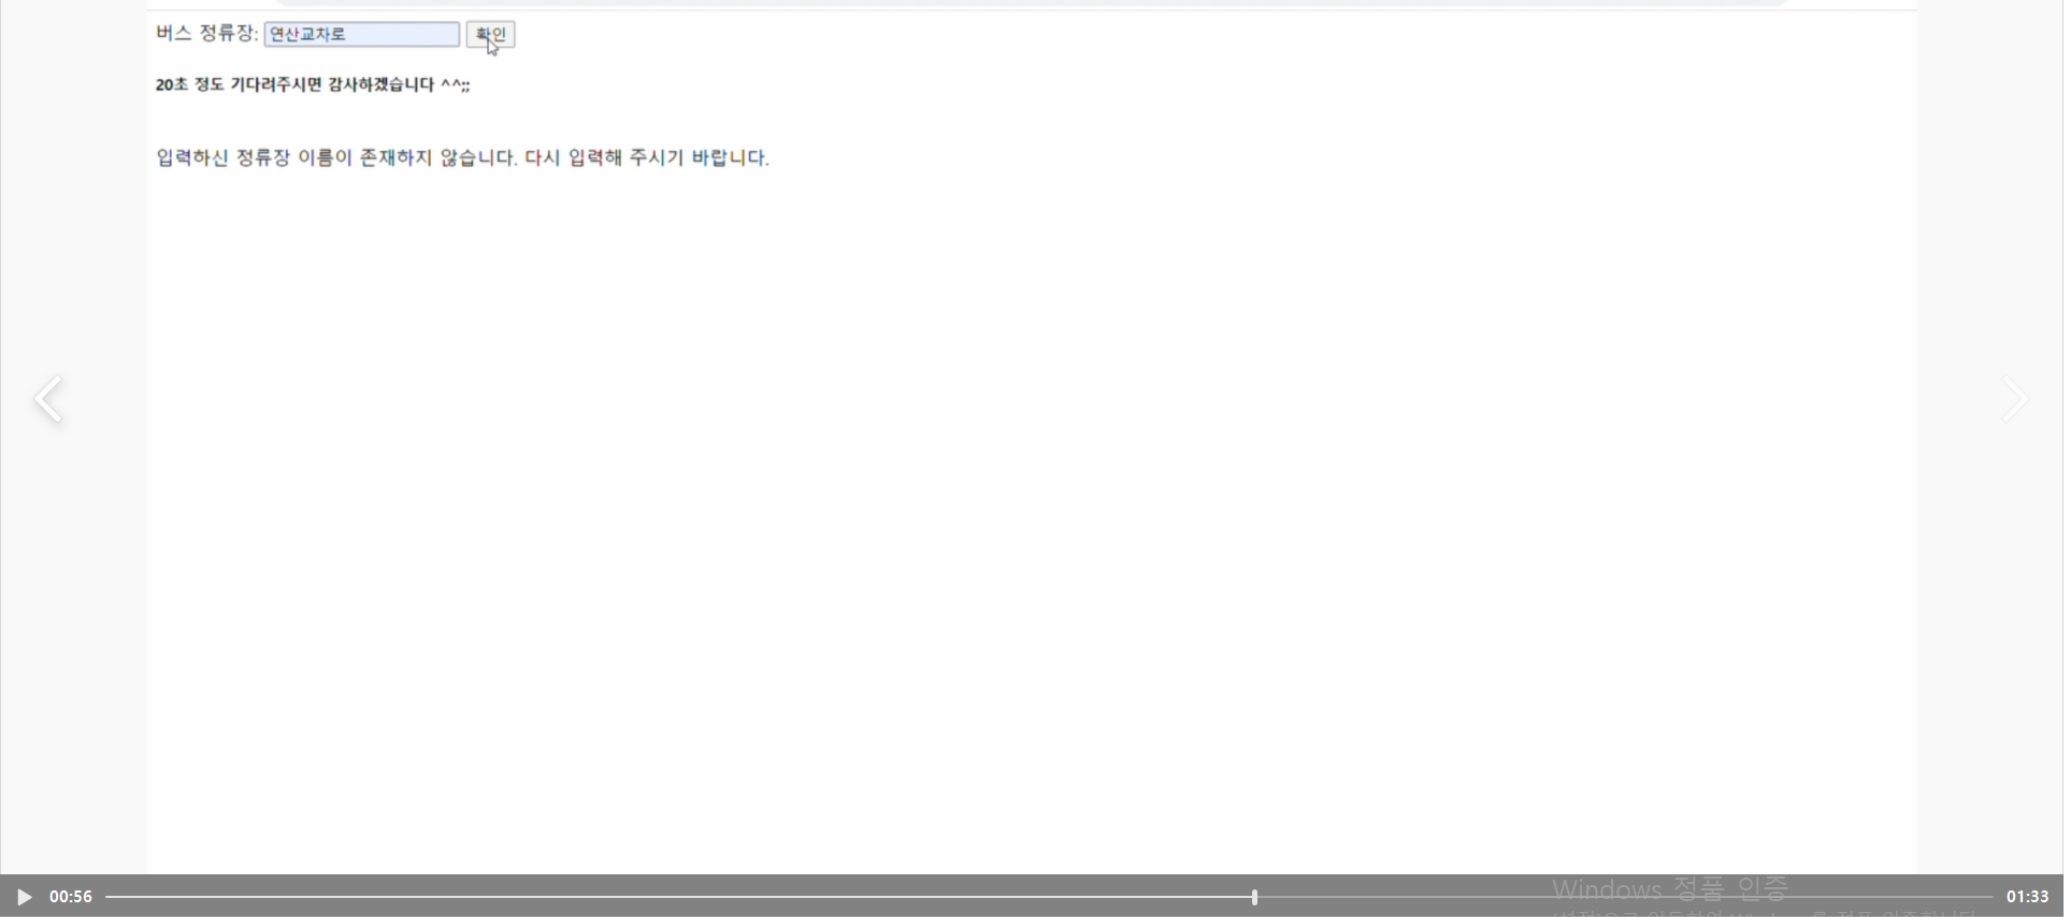 버스 정류장: 연산교차로 확인
20초 정도 기다려주시면 감사하겠습니다 ^^;;
입력하신 정류장 이름이 존재하지 않습니다. 다시 입력해 주시기 바랍니다.
Windows 정품 인증
00:56 01:33